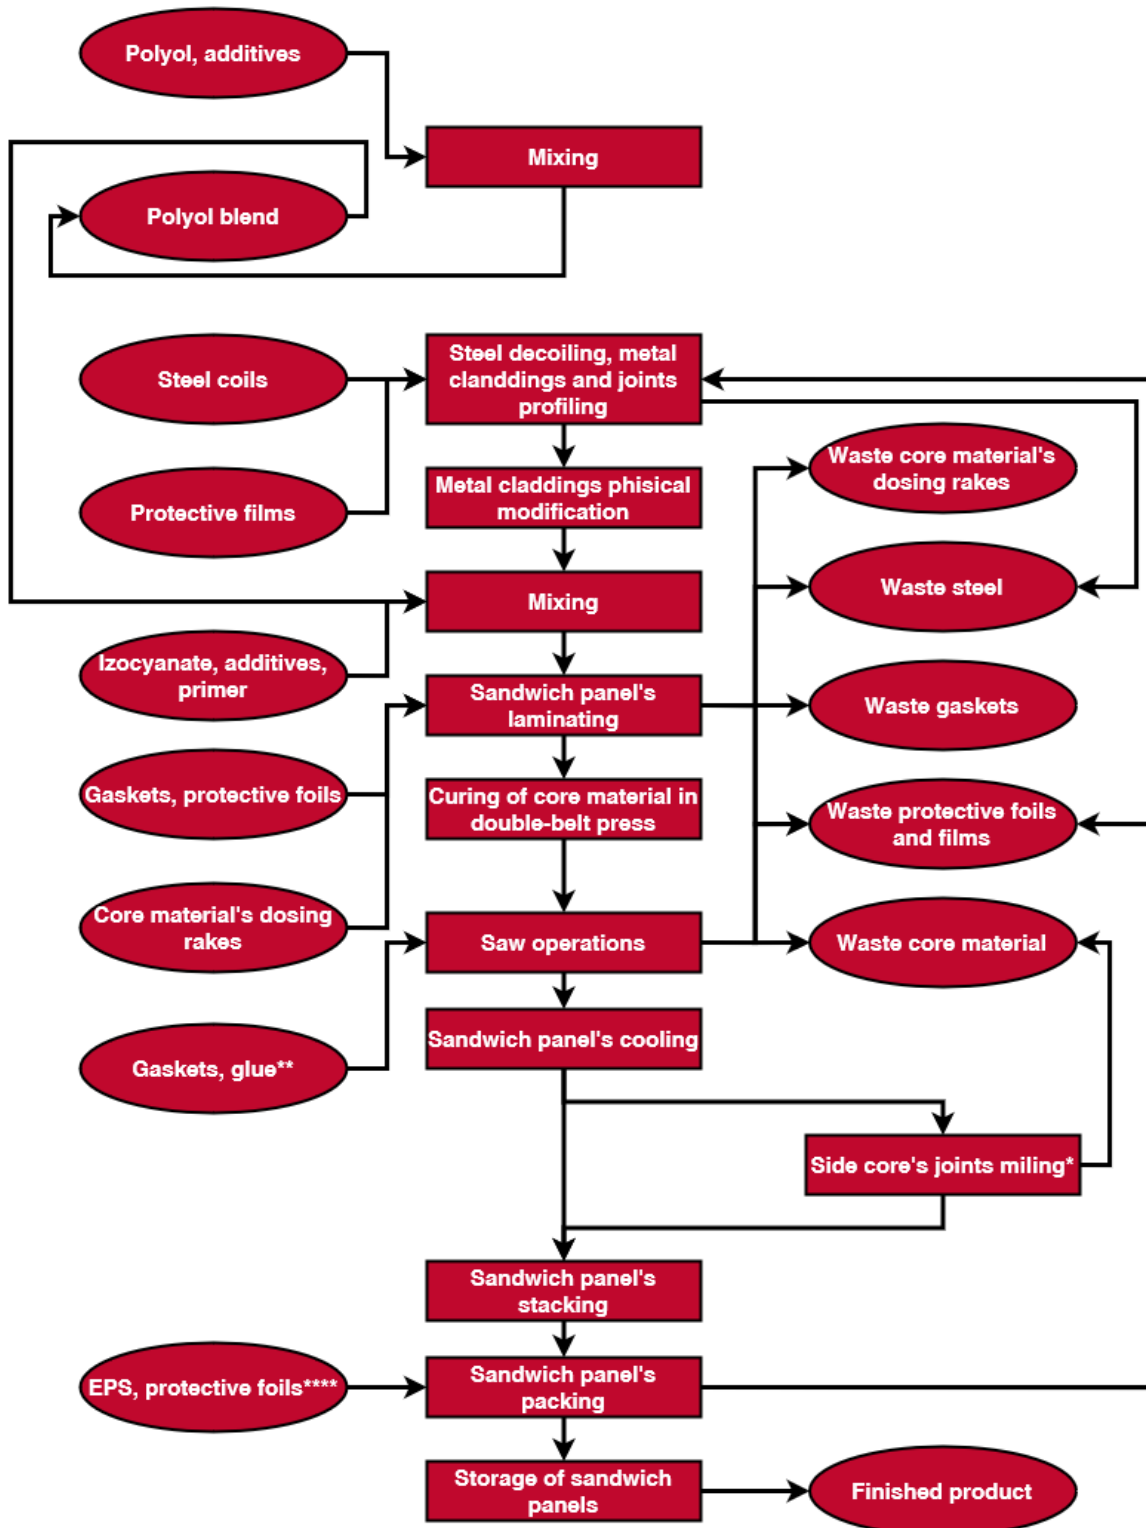 Polyol, additives
Mixing
Polyol blend
Steel decoiling, metal
clanddings and joints
profiling
Steel coils
Waste core material's
dosing rakes
Metal claddings phisical
modification
Protective films
Waste steel
Mixing
Izocyanate, additives,
primer
Sandwich panel's
laminating
Waste gaskets
Gaskets, protective foils
Curing of core material in
double-belt press
Waste protective foils
and films
Core material's dosing
rakes
Saw operations
Waste core material
Sandwich panel's cooling
Gaskets, glue**
Side core's joints miling*
Sandwich panel's
stacking
EPS, protective foils****
Sandwich panel's
packing
Storage of sandwich
panels
Finished product